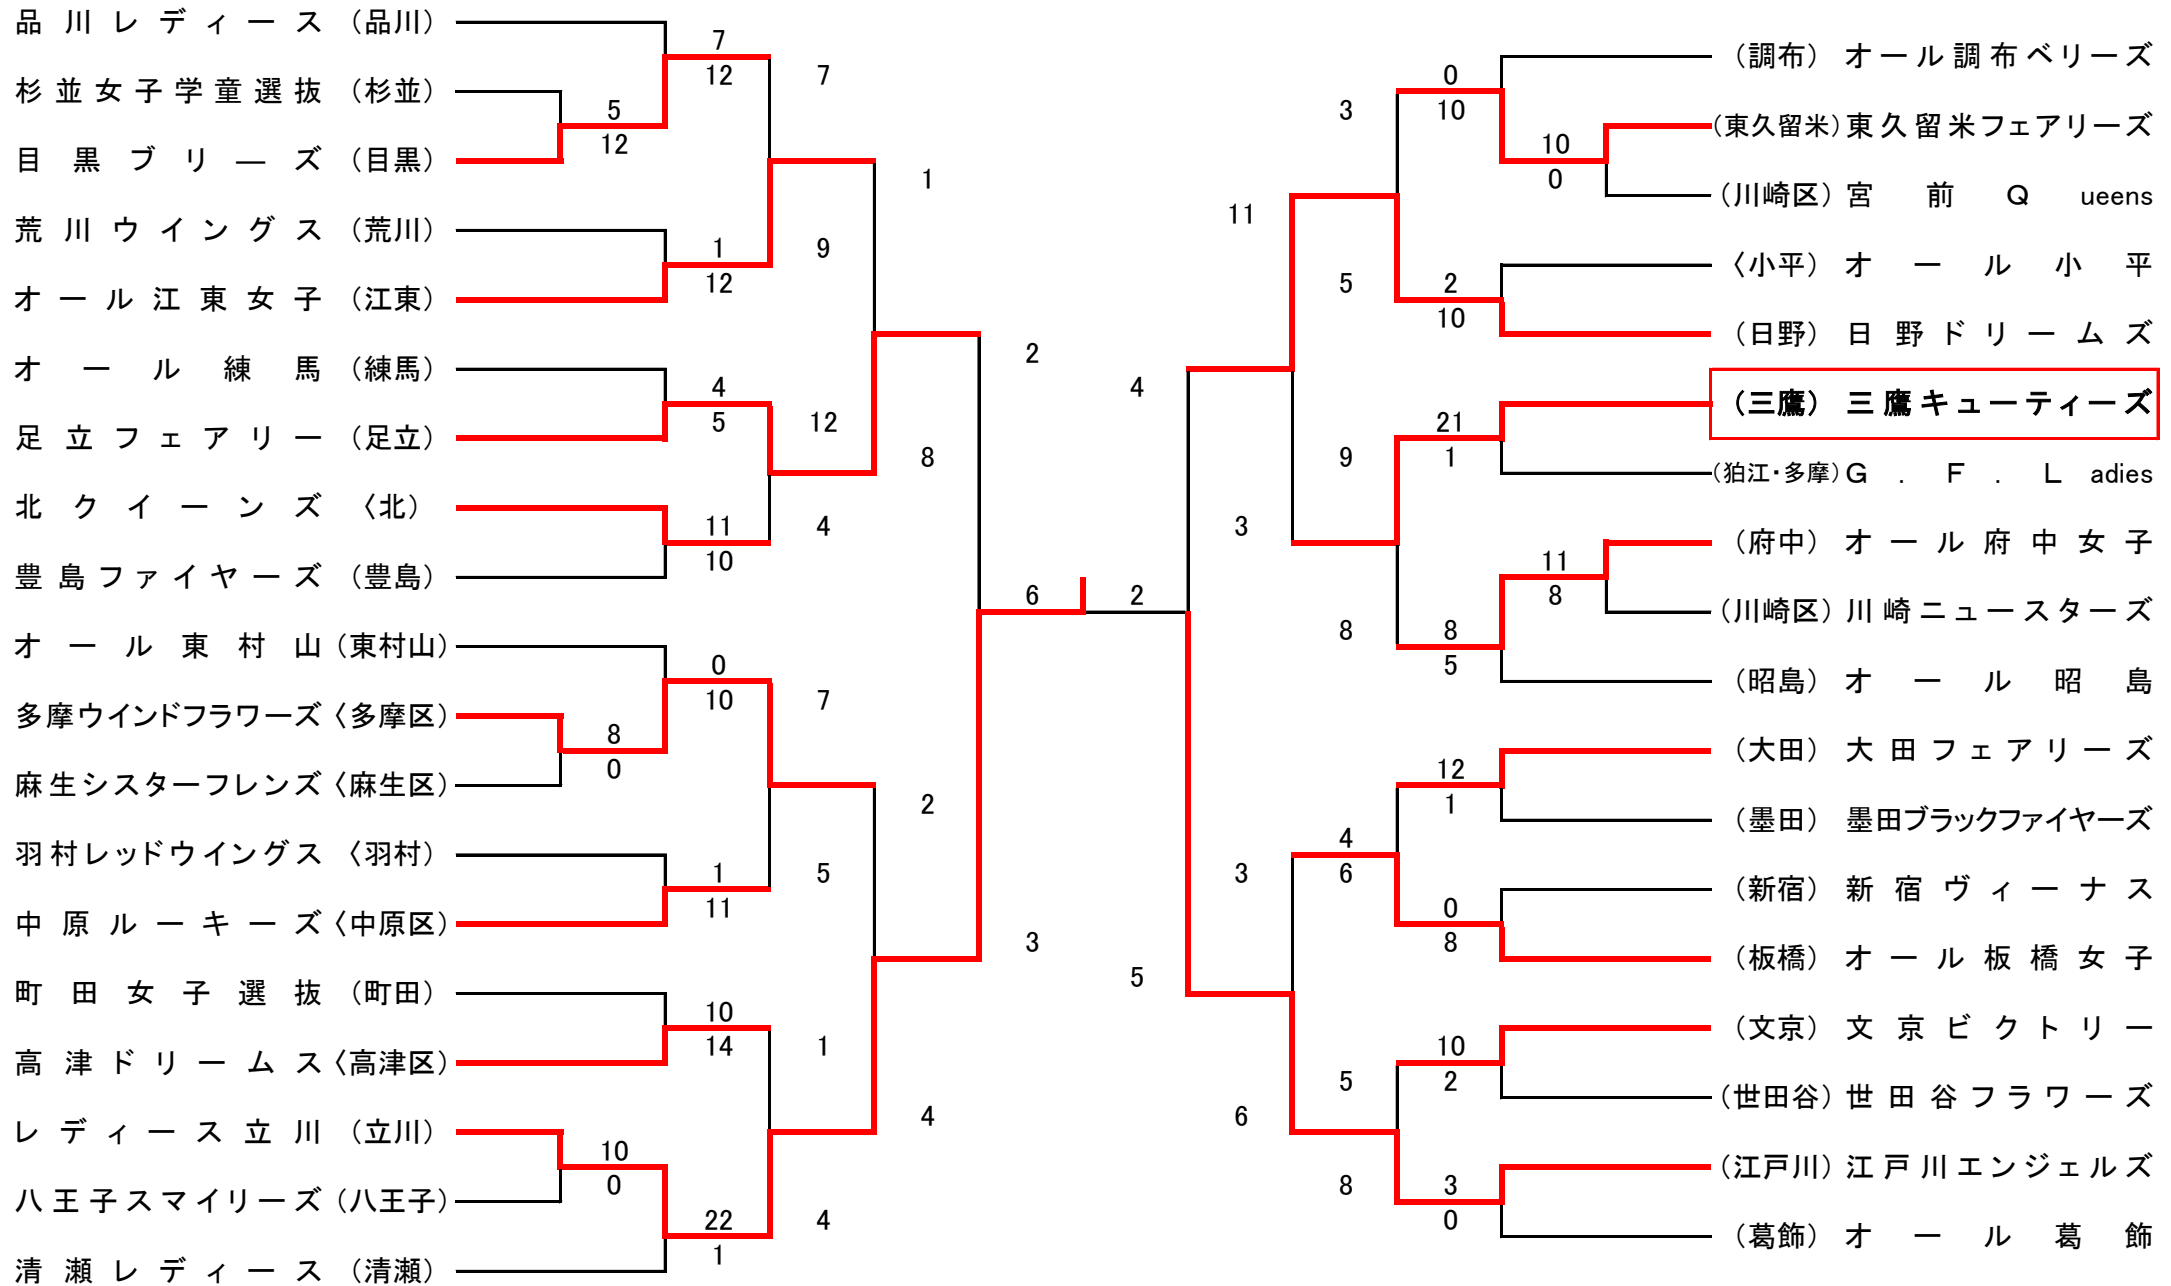 品川レディース（品川）
杉並女子学童選抜（杉並）
目黒ブリーズ（目黒）
荒川ウイングス（荒川）
オール江東女子（江東）
オール練馬（練馬）
足立フェアリー（足立）
北クイーンズ〈北）
豊島ファイヤーズ（豊島）
オール東村山（東村山）
多摩ウインドフラワーズ〈多摩区）
麻生シスターフレンズ〈麻生区）
羽村レッドウイングス〈羽村）
中原ルーキーズ〈中原区）
町田女子選抜（町田）
高津ドリームス〈高津区）
レディース立川（立川）
八王子スマイリーズ（八王子）
清瀬レディース（清瀬）
5
12
8
0
10
0
7
12
1
12
4
5
11
10
0
10
1
11
10
14
22
1
7
9
12
4
7
5
1
4
1
8
2
4
2
3
6
2
4
5
11
3
3
6
3
5
9
8
4
6
5
8
0
10
2
10
21
1
8
5
12
1
0
8
10
2
3
0
10
0
11
8
（調布）オール調布ベリーズ
（東久留米）東久留米フェアリーズ
（川崎区）宮前Queens
〈小平）オール小平
（日野）日野ドリームズ
（三鷹）三鷹キューティーズ
（狛江・多摩）G.F.Ladies
（府中）オール府中女子
（川崎区）川崎ニュースターズ
（昭島）オール昭島
（大田）大田フェアリーズ
（墨田）墨田ブラックファイヤーズ
（新宿）新宿ヴィーナス
（板橋）オール板橋女子
（文京）文京ビクトリー
（世田谷）世田谷フラワーズ
（江戸川）江戸川エンジェルズ
（葛飾）オール葛飾